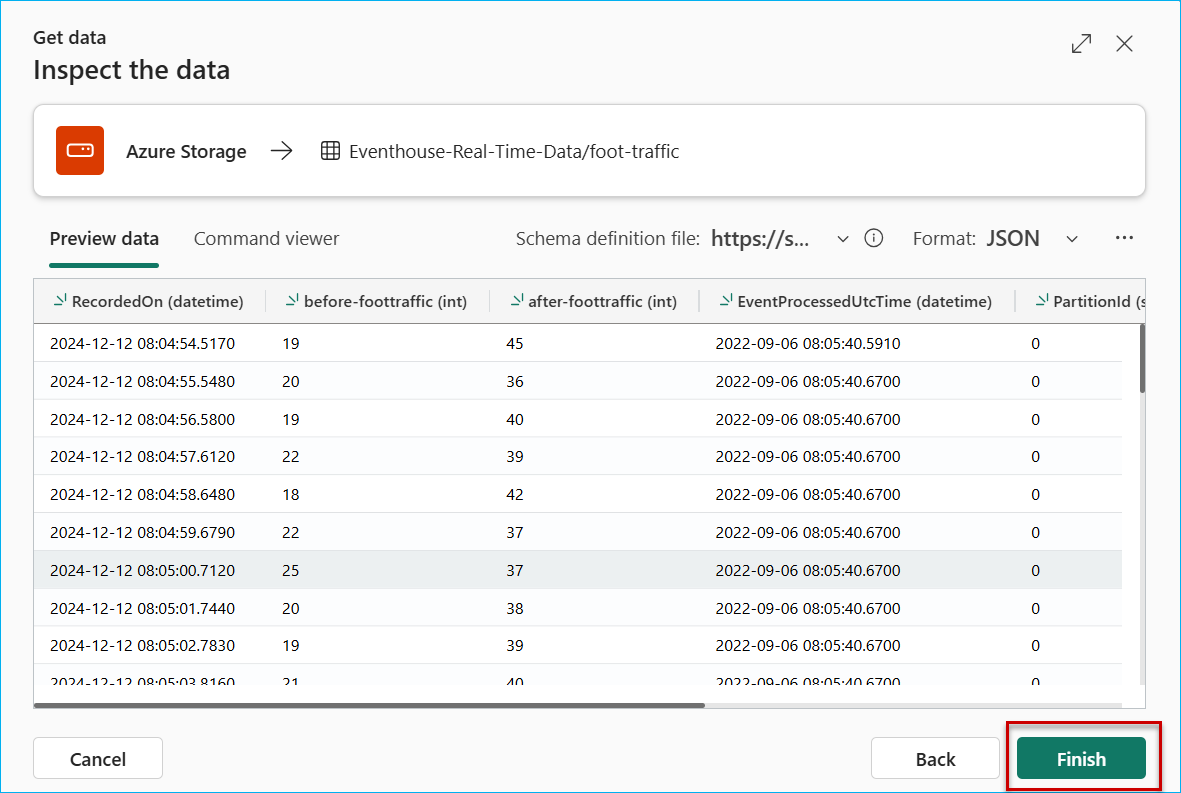 Get data
Inspect the data
Azure Storage
Eventhouse-Real-Time-Data/foot-traffic
Preview data Command viewer Schema definition file: https://s... Format: JSON
RecordedOn (datetime) before-foottraffic (int) after-foottraffic (int) EventProcessedUtcTime (datetime) PartitionId (s
2024-12-12 08:04:54.5170 19 45 2022-09-06 08:05:40.5910 0
2024-12-12 08:04:55.5480 20 36 2022-09-06 08:05:40.6700 0
2024-12-12 08:04:56.5800 19 40 2022-09-06 08:05:40.6700 0
2024-12-12 08:04:57.6120 22 39 2022-09-06 08:05:40.6700 0
2024-12-12 08:04:58.6480 18 42 2022-09-06 08:05:40.6700 0
2024-12-12 08:04:59.6790 22 37 2022-09-06 08:05:40.6700 0
2024-12-12 08:05:00.7120 25 37 2022-09-06 08:05:40.6700 0
2024-12-12 08:05:01.7440 20 38 2022-09-06 08:05:40.6700 0
2024-12-12 08:05:02.7830 19 39 2022-09-06 08:05:40.6700 0
2024-12-12 08:05:03.8160 21 40 2022-09-06 08:05:40.6700 0
Cancel Back Finish